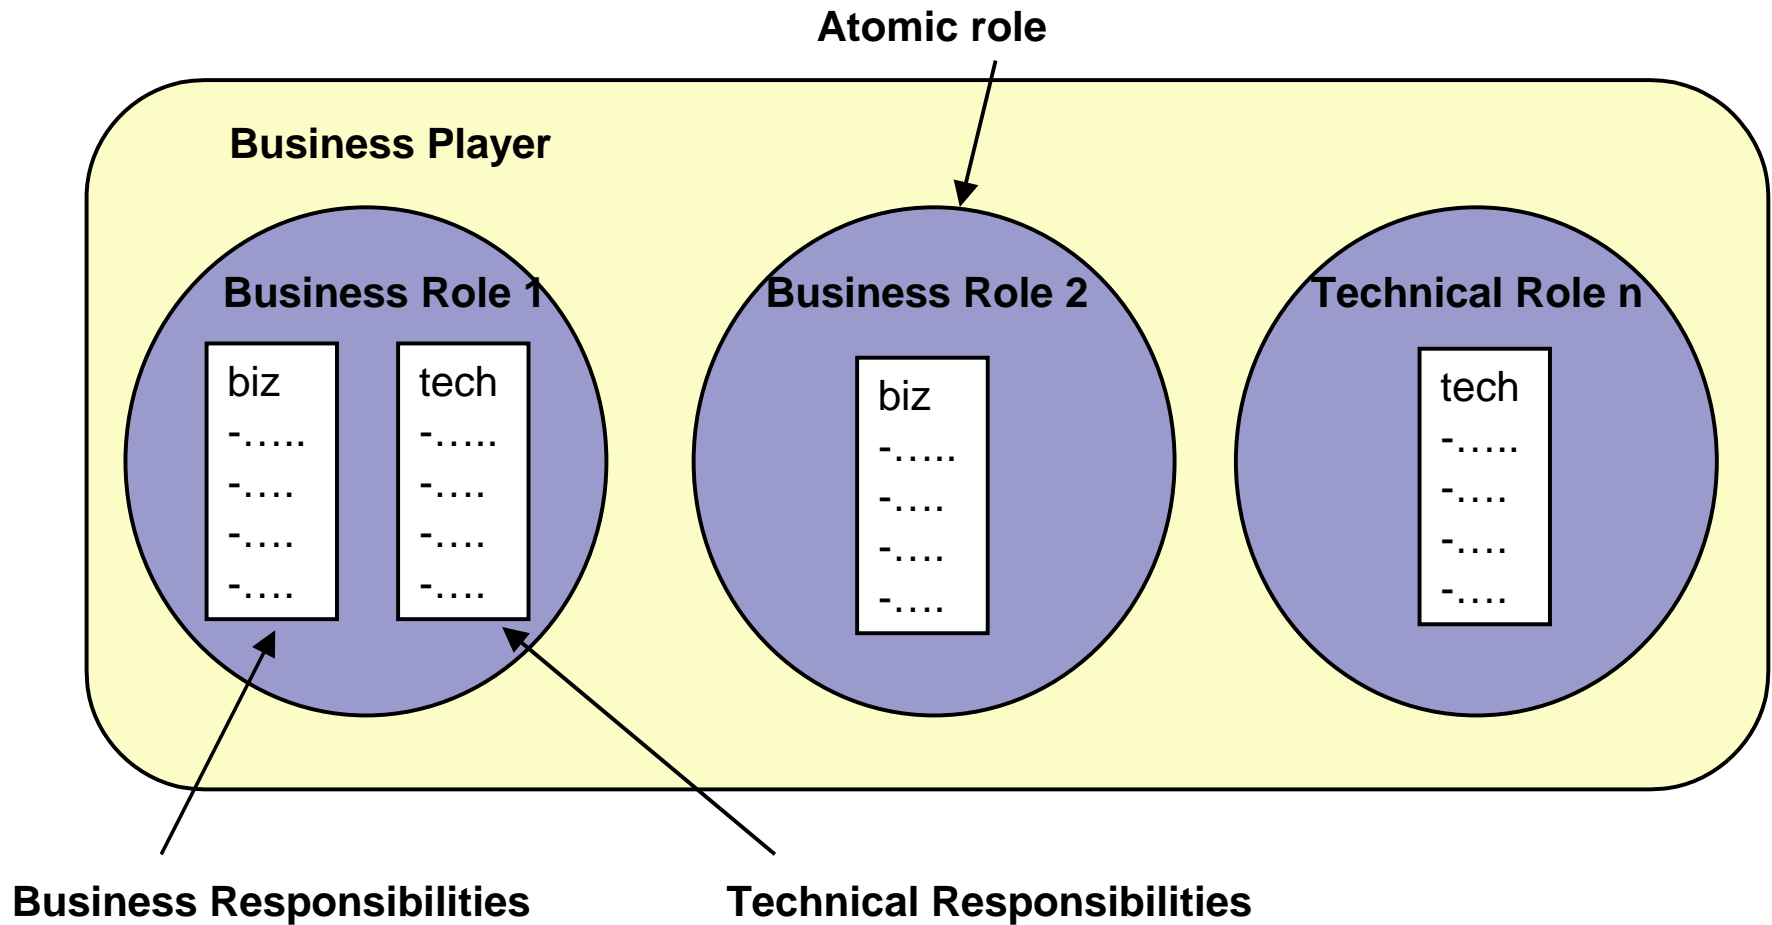 Atomic role
Business Player
Business Role 1
biz
-.....
-....
-....
-....
tech
-.....
-....
-....
-....
Business Role 2
biz
-.....
-....
-....
-....
Technical Role n
tech
-.....
-....
-....
-....
Business Responsibilities
Technical Responsibilities